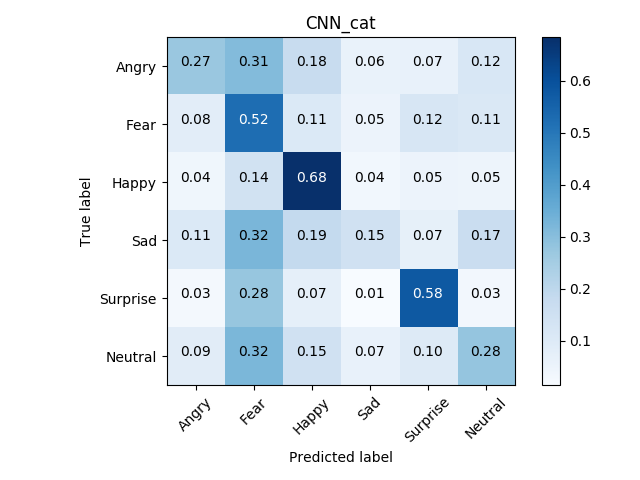 CNN_cat
Angry 0.27 0.31 0.18 0.06 0.07 0.12
Fear 0.08 0.52 0.11 0.05 0.12 0.11
Happy 0.04 0.14 0.68 0.04 0.05 0.05
Sad 0.11 0.32 0.19 0.15 0.07 0.17
Surprise 0.03 0.28 0.07 0.01 0.58 0.03
Neutral 0.09 0.32 0.15 0.07 0.10 0.28
Angry Fear Happy Sad Surprise Neutral
True label
Predicted label
0.6
0.5
0.4
0.3
0.2
0.1